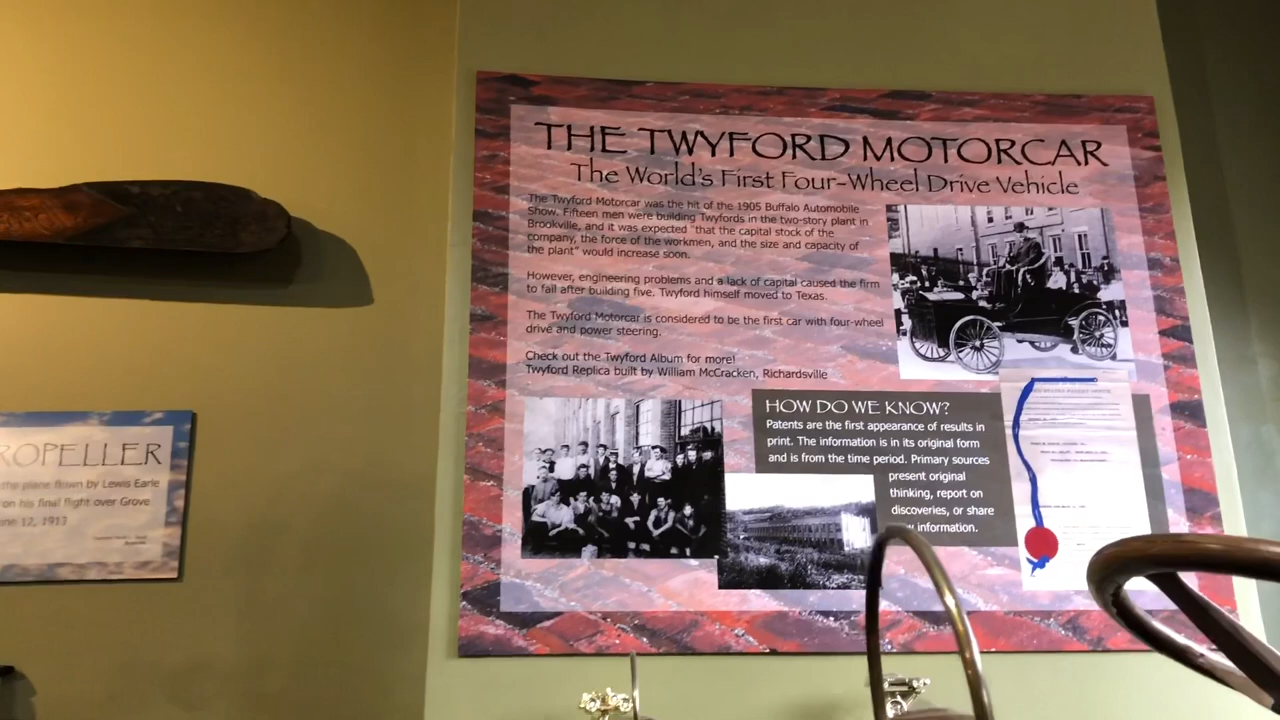 THE TWYFORD MOTORCAR
The World's First Four-Wheel Drive Vehicle
The Twyford Motorcar was the hit of the 1905 Buffalo Automobile
Show. Fifteen men were building Twyfords in the two-story plant in
Brookville, and it was expected "that the capital stock of the
company, the force of the workmen, and the size and capacity of
the plant" would increase soon.
However, engineering problems and a lack of capital caused the firm
to fail after building five. Twyford himself moved to Texas.
The Twyford Motorcar is considered to be the first car with four-wheel
drive and power steering.
Check out the Twyford Album for more!
Twyford Replica built by William McCracken, Richardsville
HOW DO WE KNOW?
Patents are the first appearance of results in
print. The information is in its original form
and is from the time period. Primary sources
present original
thinking, report on
discoveries, or share
information.
ROPELLER
the plane flown by Lewis Earle
on his final flight over Grove
une 12, 1913